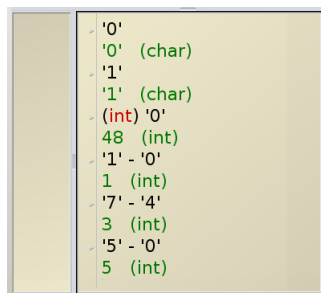 '0'
'0' (char)
'1'
'1' (char)
(int) '0'
48 (int)
'1' - '0'
1 (int)
'7' - '4'
3 (int)
'5' - '0'
5 (int)